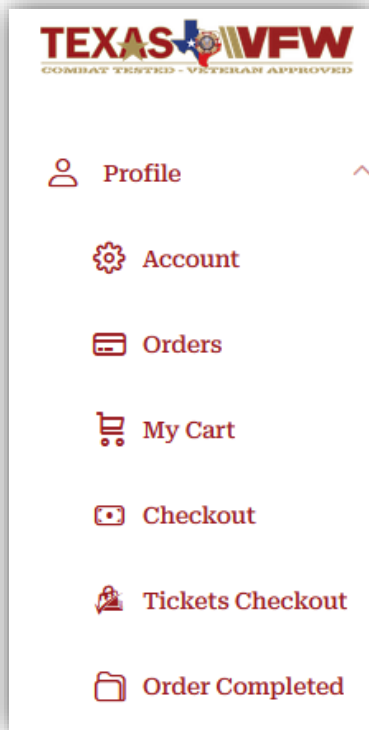 TEXAS VFW
COMBAT TESTED - VETERAN APPROVED
Profile
Account
Orders
My Cart
Checkout
Tickets Checkout
Order Completed